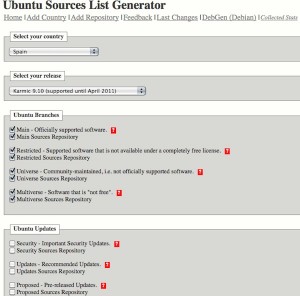 Ubuntu Sources List Generator
Home | Add Country | Add Repository | Feedback | Last Changes | DebGen (Debian) | Collected Stats
Select your country
Spain
Select your release
Karmic 9.10 (supported until April 2011)
Ubuntu Branches
Main - Officially supported software. ?
Main Sources Repository
Restricted - Supported software that is not available under a completely free license. ?
Restricted Sources Repository
Universe - Community-maintained, i.e. not officially supported software. ?
Universe Sources Repository
Multiverse - Software that is "not free". ?
Multiverse Sources Repository
Ubuntu Updates
Security - Important Security Updates. ?
Security Sources Repository
Updates - Recommended Updates. ?
Updates Sources Repository
Proposed - Pre-released Updates. ?
Proposed Sources Repository